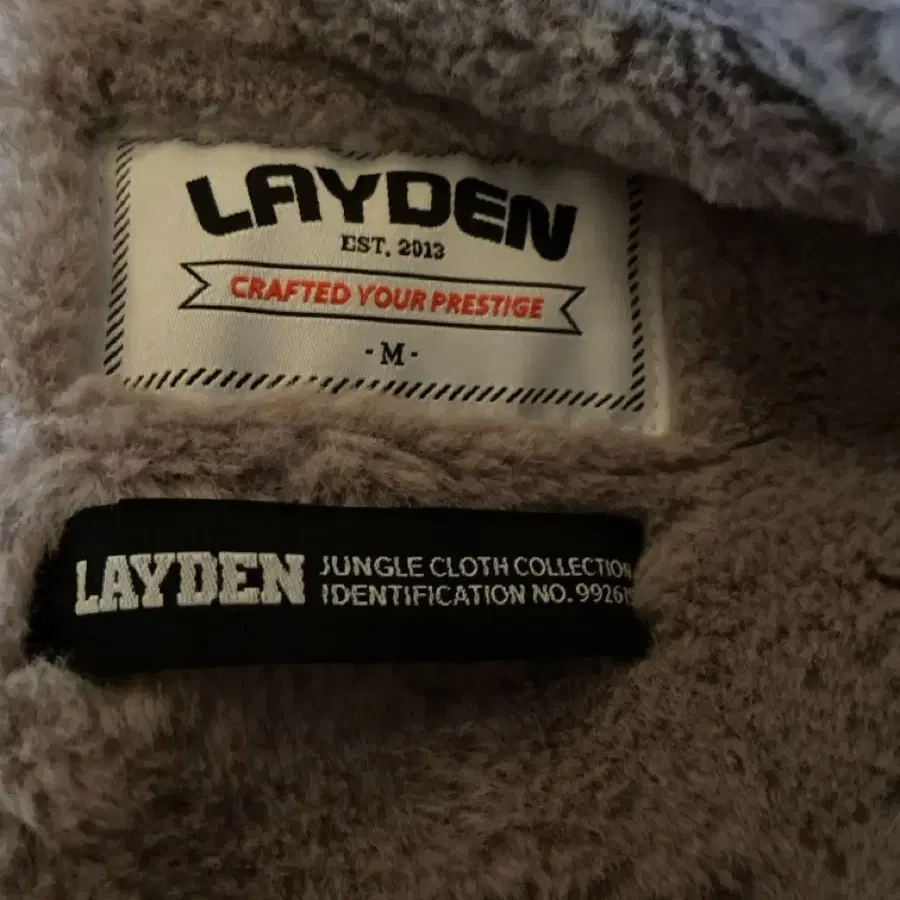 LAYDEN
EST. 2013
CRAFTED YOUR PRESTIGE
- M -
LAYDEN
JUNGLE CLOTH COLLECTION
IDENTIFICATION NO.